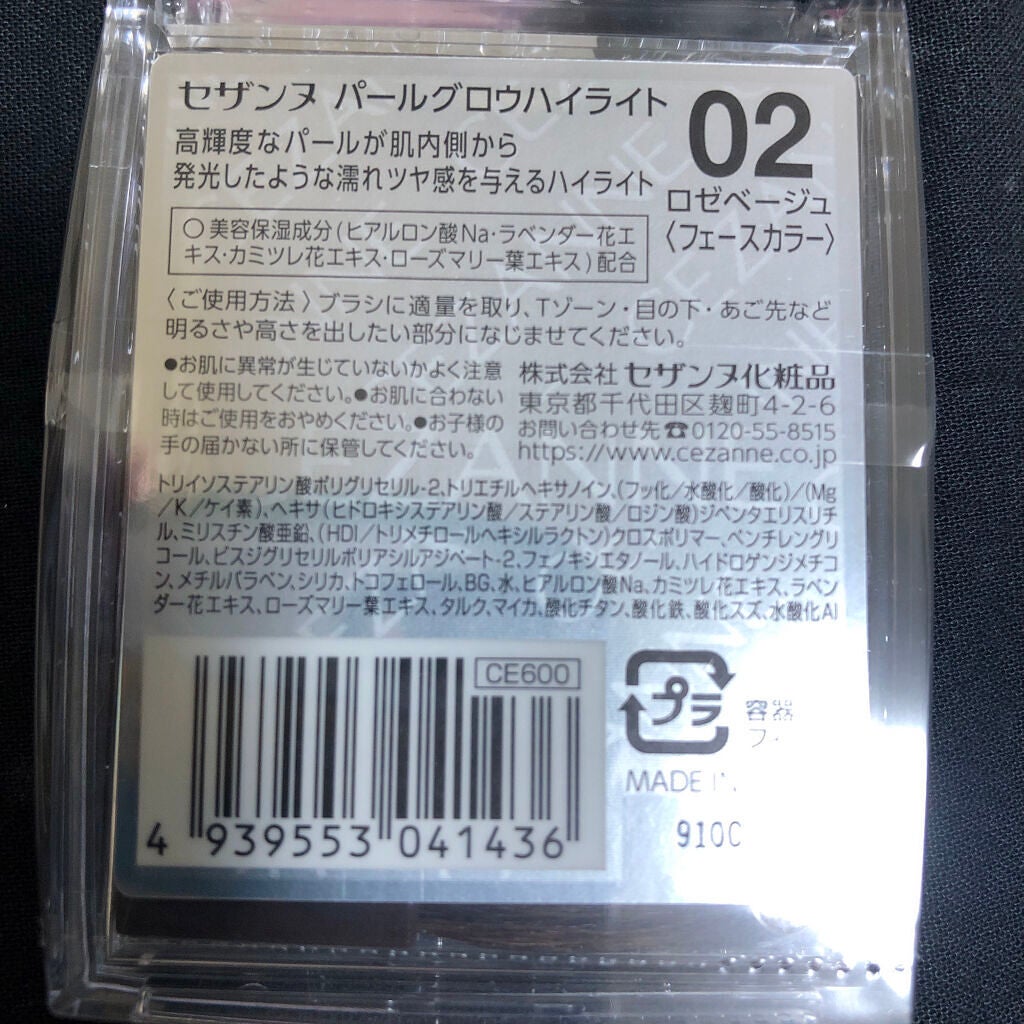 セザンヌ パールグロウハイライト
02
高輝度なパールが肌内側から
発光したような濡れツヤ感を与えるハイライト
ロゼベージュ
〈フェースカラー〉
○美容保湿成分(ヒアルロン酸Na・ラベンダー花エ
キス・カミツレ花エキス・ローズマリー葉エキス)配合
〈ご使用方法〉ブラシに適量を取り、Tゾーン・目の下・あご先など
明るさや高さを出したい部分になじませてください。
●お肌に異常が生じていないかよく注意
して使用してください。●お肌に合わない
時はご使用をおやめください。●お子様の
手の届かない所に保管してください。
株式会社 セザンヌ化粧品
東京都千代田区麹町4-2-6
お問い合わせ先☎0120-55-8515
https://www.cezanne.co.jp
トリイソステアリン酸ポリグリセリル-2、トリエチルヘキサノイン、(フッ化/水酸化/酸化)/(Mg
/K/ケイ素)、ヘキサ(ヒドロキシステアリン酸/ステアリン酸/ロジン酸)ジペンタエリスリチ
ル、ミリスチン酸亜鉛、(HDI/トリメチロールヘキシルラクトン)クロスポリマー、ペンチレングリ
コール、ビスジグリセリルポリアシルアジペート-2、フェノキシエタノール、ハイドロゲンジメチコ
ン、メチルパラベン、シリカ、トコフェロール、BG、水、ヒアルロン酸Na、カミツレ花エキス、ラベン
ダー花エキス、ローズマリー葉エキス、タルク、マイカ、酸化チタン、酸化鉄、酸化スズ、水酸化Al
CE600
4 939553 041436
プラ
容器
MADE IN
910C